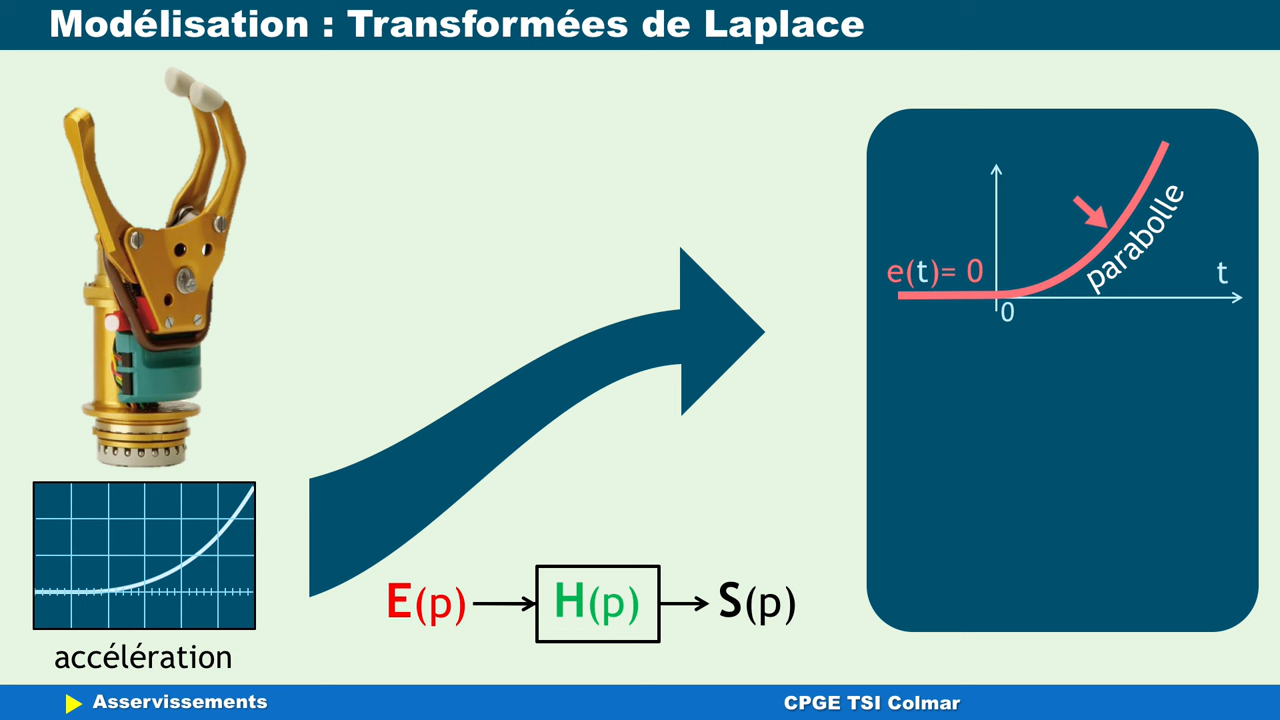 Modélisation : Transformées de Laplace
e(t)= 0
parabolle
t
0
E(p)
H(p)
S(p)
accélération
Asservissements
CPGE TSI Colmar